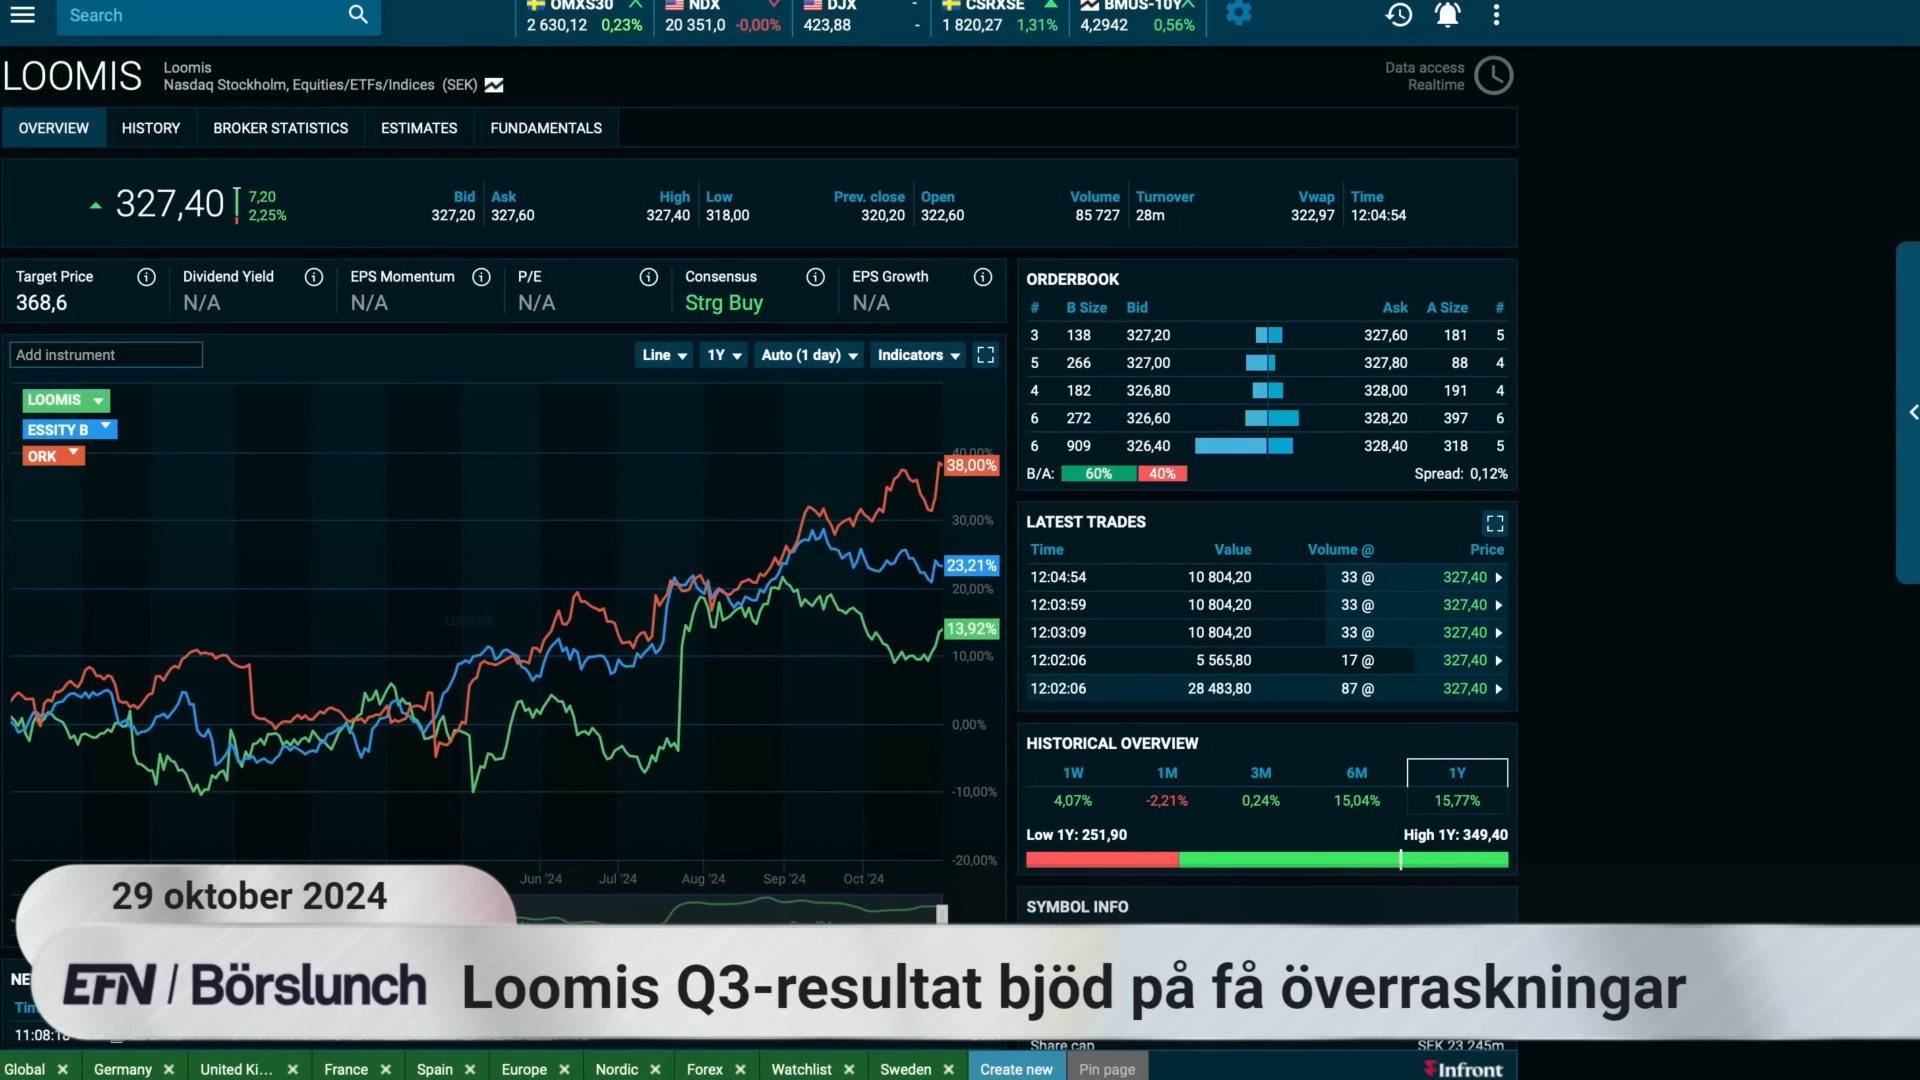 Search
OMXS30 NDX DJX CSRXSE BMUS-10Y
2 630,12 0,23% 20 351,0 -0,00% 423,88 - - 1 820,27 1,31% 4,2942 0,56%
LOOMIS
Loomis
Nasdaq Stockholm, Equities/ETFs/Indices (SEK)
Data access
Realtime
OVERVIEW HISTORY BROKER STATISTICS ESTIMATES FUNDAMENTALS
327,40 7,20
2,25%
Bid Ask High Low Prev. close Open Volume Turnover Vwap Time
327,20 327,60 327,40 318,00 320,20 322,60 85 727 28m 322,97 12:04:54
Target Price Dividend Yield EPS Momentum P/E Consensus EPS Growth
368,6 N/A N/A N/A Strg Buy N/A
Add instrument Line 1Y Auto (1 day) Indicators
LOOMIS
ESSITY B
ORK
40,00%
38,00%
30,00%
23,21%
20,00%
LOOMIS
13,92%
10,00%
0,00%
-10,00%
-20,00%
Jun '24 Jul '24 Aug '24 Sep '24 Oct '24
ORDERBOOK
# B Size Bid Ask A Size #
3 138 327,20 327,60 181 5
5 266 327,00 327,80 88 4
4 182 326,80 328,00 191 4
6 272 326,60 328,20 397 6
6 909 326,40 328,40 318 5
B/A: 60% 40% Spread: 0,12%
LATEST TRADES
Time Value Volume @ Price
12:04:54 10 804,20 33 @ 327,40
12:03:59 10 804,20 33 @ 327,40
12:03:09 10 804,20 33 @ 327,40
12:02:06 5 565,80 17 @ 327,40
12:02:06 28 483,80 87 @ 327,40
HISTORICAL OVERVIEW
1W 1M 3M 6M 1Y
4,07% -2,21% 0,24% 15,04% 15,77%
Low 1Y: 251,90 High 1Y: 349,40
SYMBOL INFO
29 oktober 2024
EFN / Börslunch Loomis Q3-resultat bjöd på få överraskningar
NE
Tim
11:08:1
Share cap SEK 23 245m
Global Germany United Ki... France Spain Europe Nordic Forex Watchlist Sweden Create new Pin page Infront